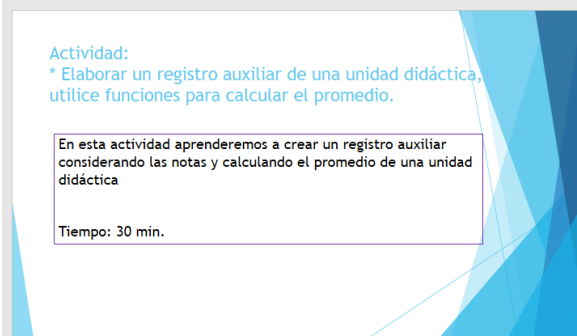 Actividad:
* Elaborar un registro auxiliar de una unidad didáctica,
utilice funciones para calcular el promedio.
En esta actividad aprenderemos a crear un registro auxiliar
considerando las notas y calculando el promedio de una unidad
didáctica
Tiempo: 30 min.